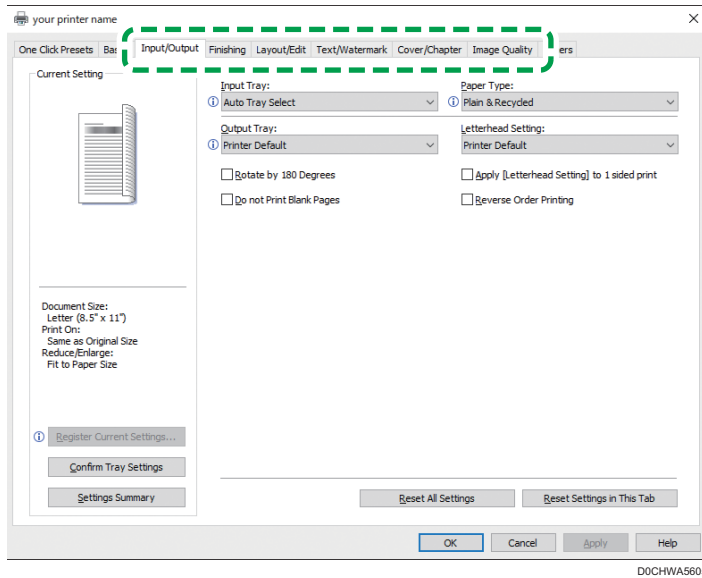 your printer name
One Click Presets Bas Input/Output Finishing Layout/Edit Text/Watermark Cover/Chapter Image Quality ers
Current Setting
Input Tray:
Auto Tray Select
Paper Type:
Plain & Recycled
Output Tray:
Printer Default
Letterhead Setting:
Printer Default
Rotate by 180 Degrees
Apply [Letterhead Setting] to 1 sided print
Do not Print Blank Pages
Reverse Order Printing
Document Size:
Letter (8.5" x 11")
Print On:
Same as Original Size
Reduce/Enlarge:
Fit to Paper Size
Register Current Settings...
Confirm Tray Settings
Settings Summary
Reset All Settings
Reset Settings in This Tab
OK
Cancel
Apply
Help
D0CHWA560